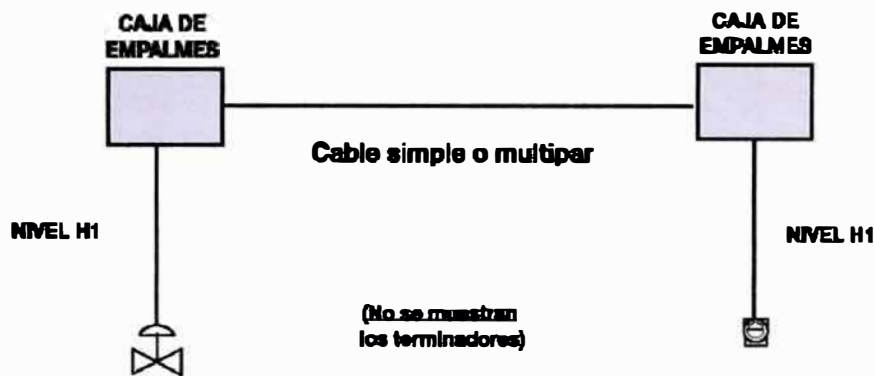 CAJA DE
EMPALMES
CAJA DE
EMPALMES
Cable simple o multipar
NIVEL H1
NIVEL H1
(No se muestran
los terminadores)